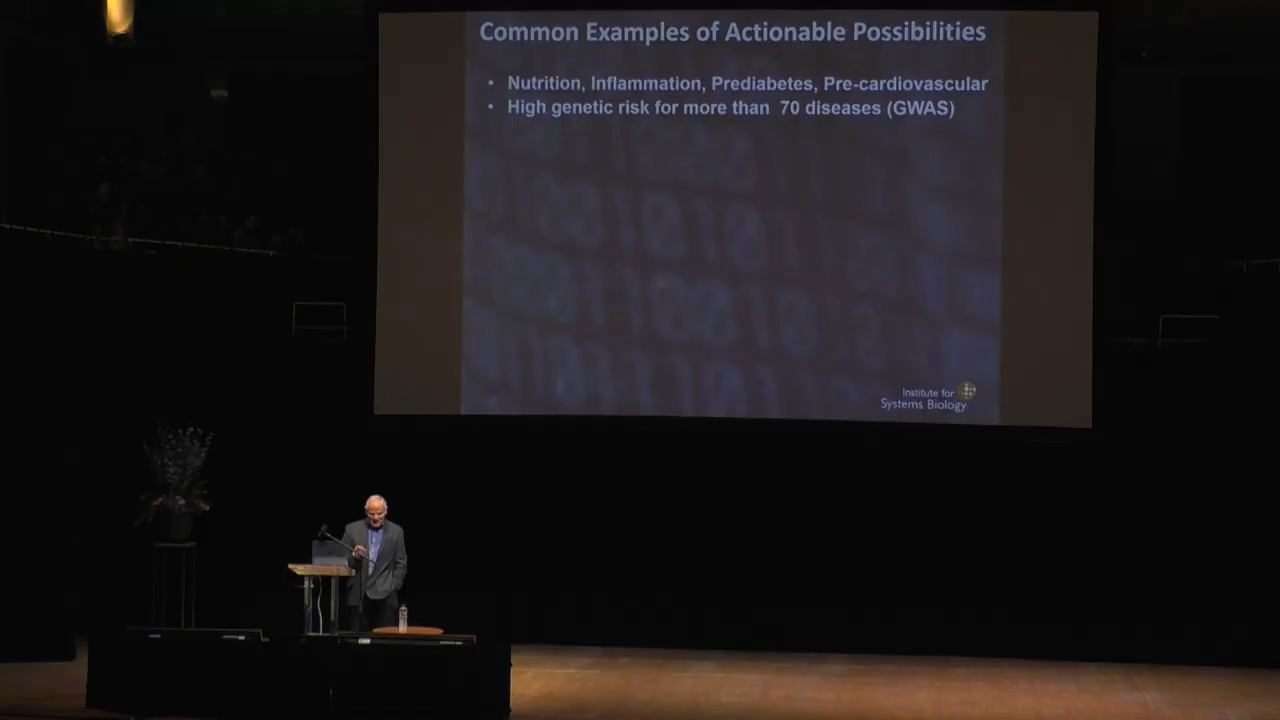 Common Examples of Actionable Possibilities
• Nutrition, Inflammation, Prediabetes, Pre-cardiovascular
• High genetic risk for more than 70 diseases (GWAS)
Institute for
Systems Biology